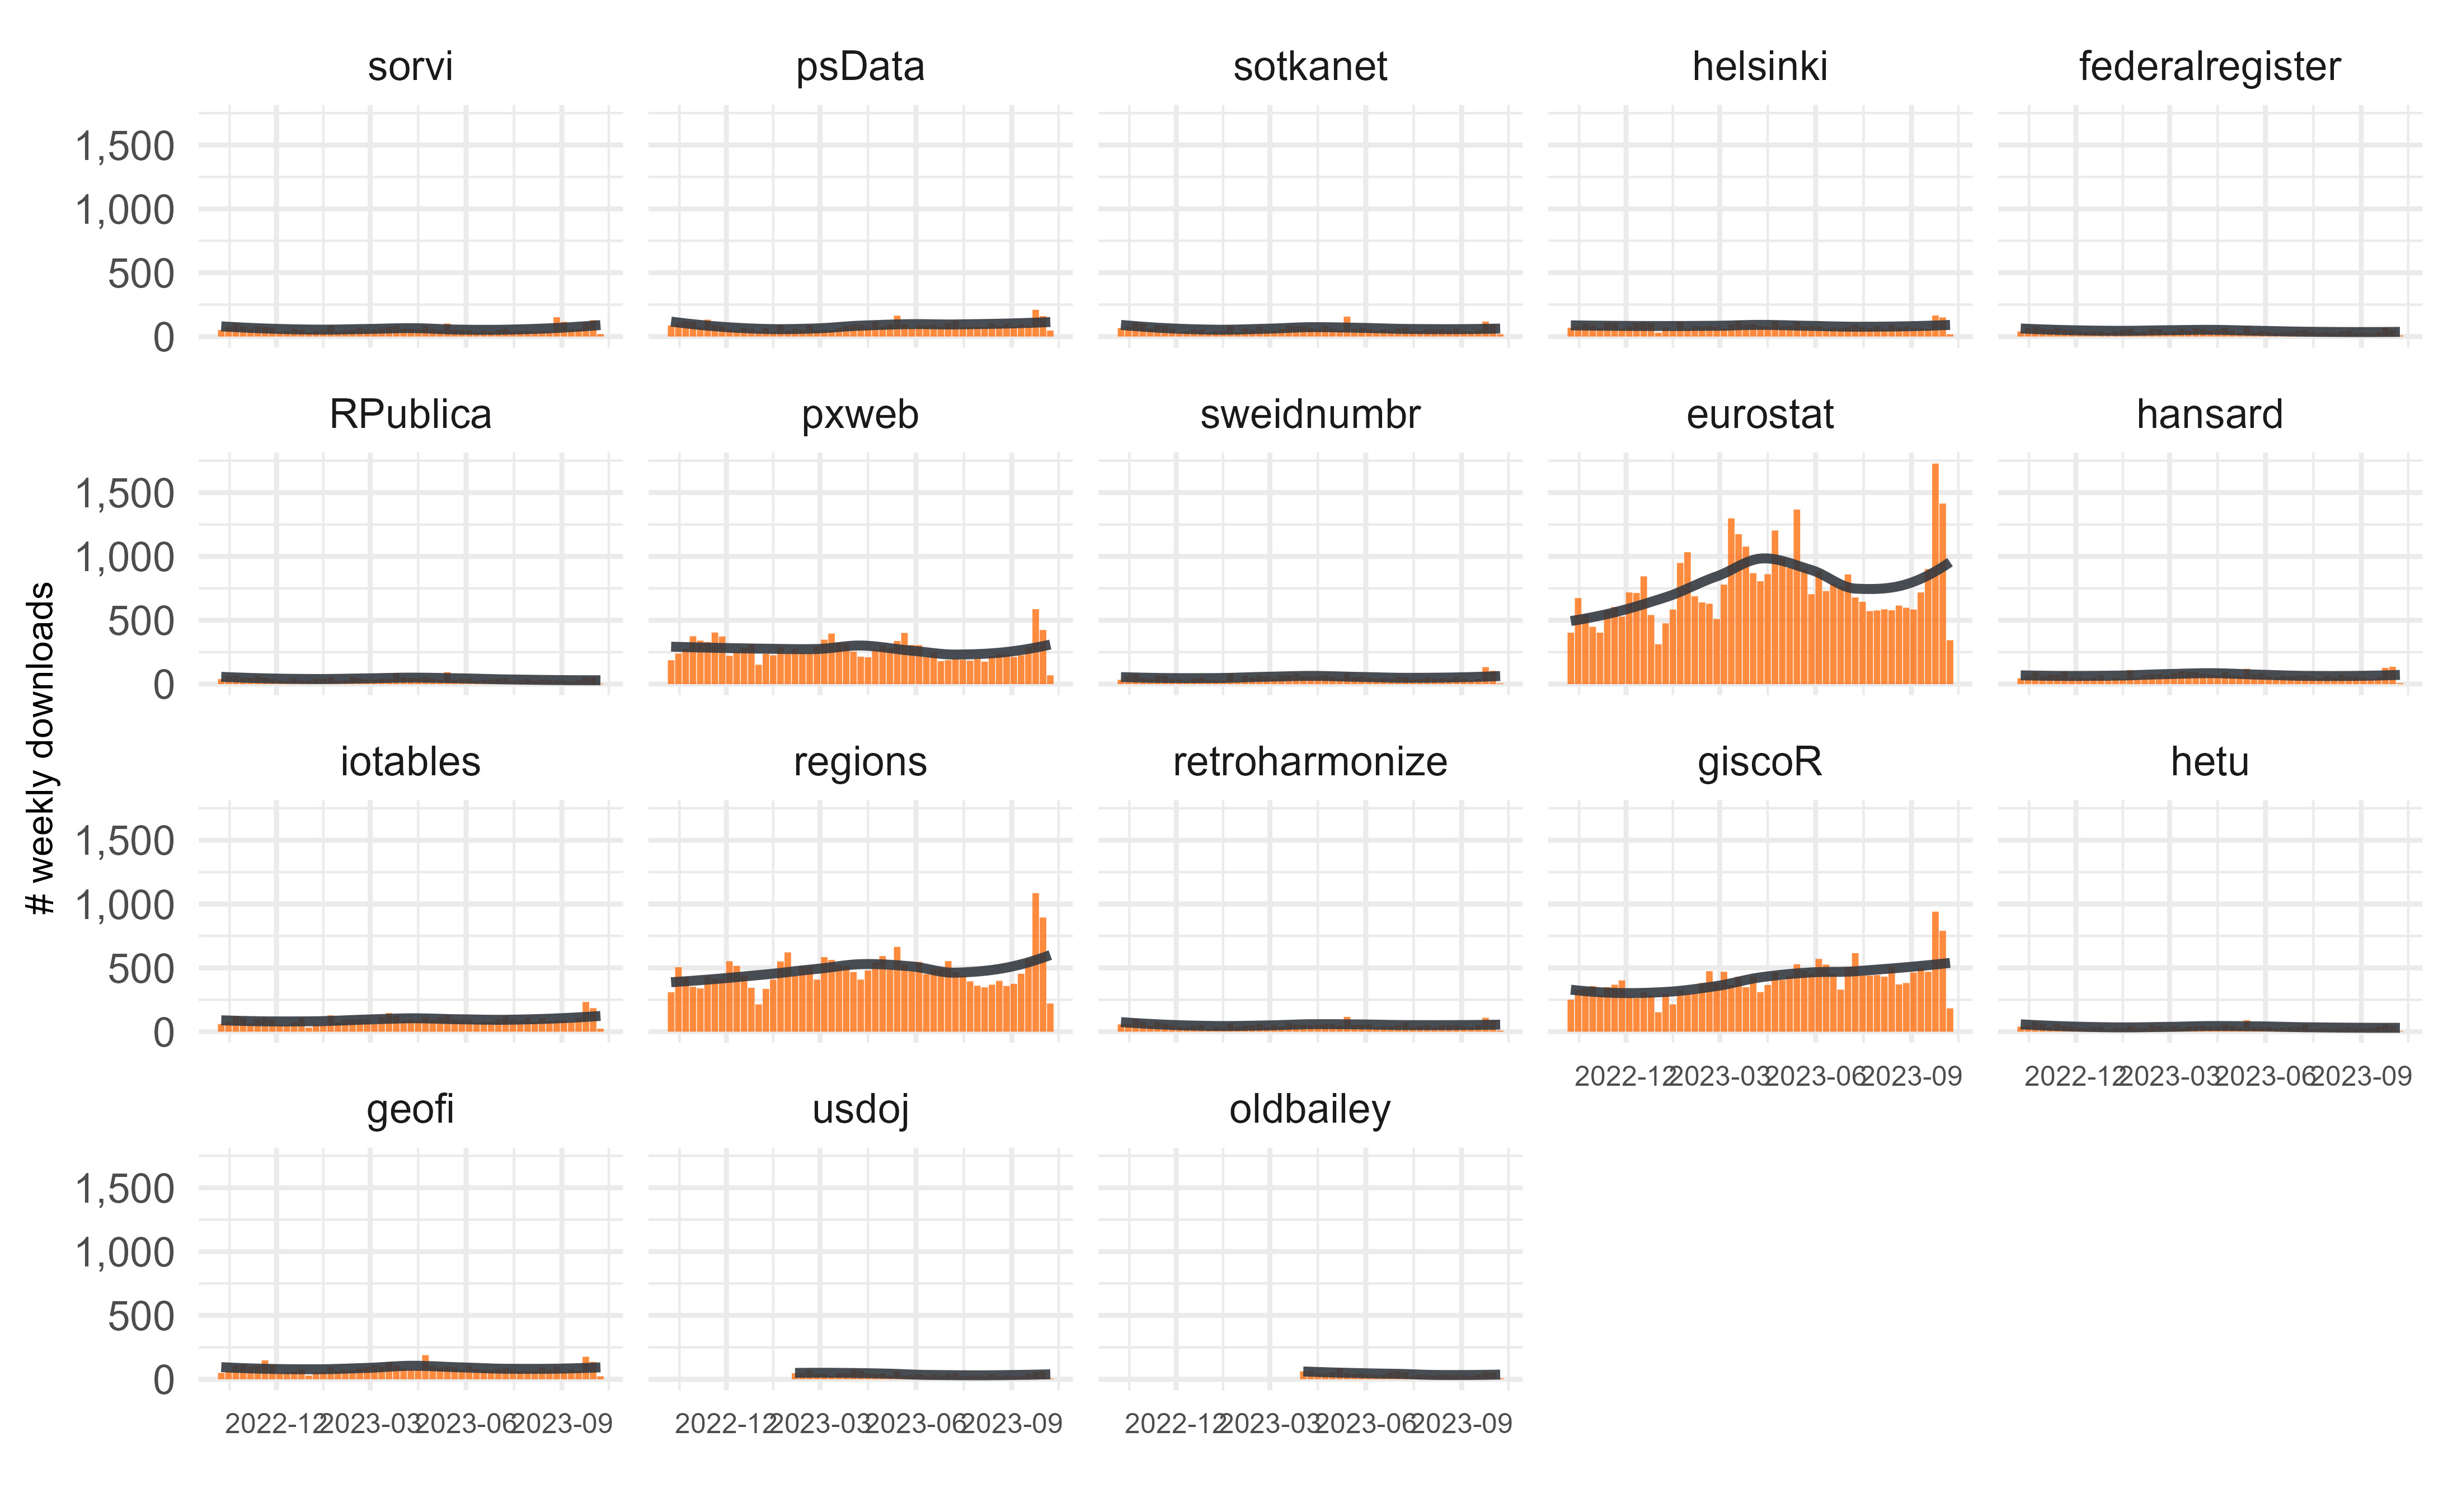 sorvi psData sotkanet helsinki federalregister
1,500
1,000
500
0
RPublica pxweb sweidnumbr eurostat hansard
1,500
1,000
500
0
# weekly downloads
iotables regions retroharmonize giscoR hetu
1,500
1,000
500
0
2022-12 2023-03 2023-06 2023-09 2022-12 2023-03 2023-06 2023-09
geofi usdoj oldbailey
1,500
1,000
500
0
2022-12 2023-03 2023-06 2023-09 2022-12 2023-03 2023-06 2023-09 2022-12 2023-03 2023-06 2023-09